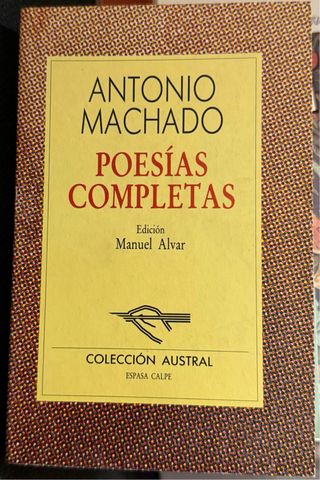 ANTONIO
MACHADO
POESÍAS
COMPLETAS
Edición
Manuel Alvar
COLECCIÓN AUSTRAL
ESPASA CALPE